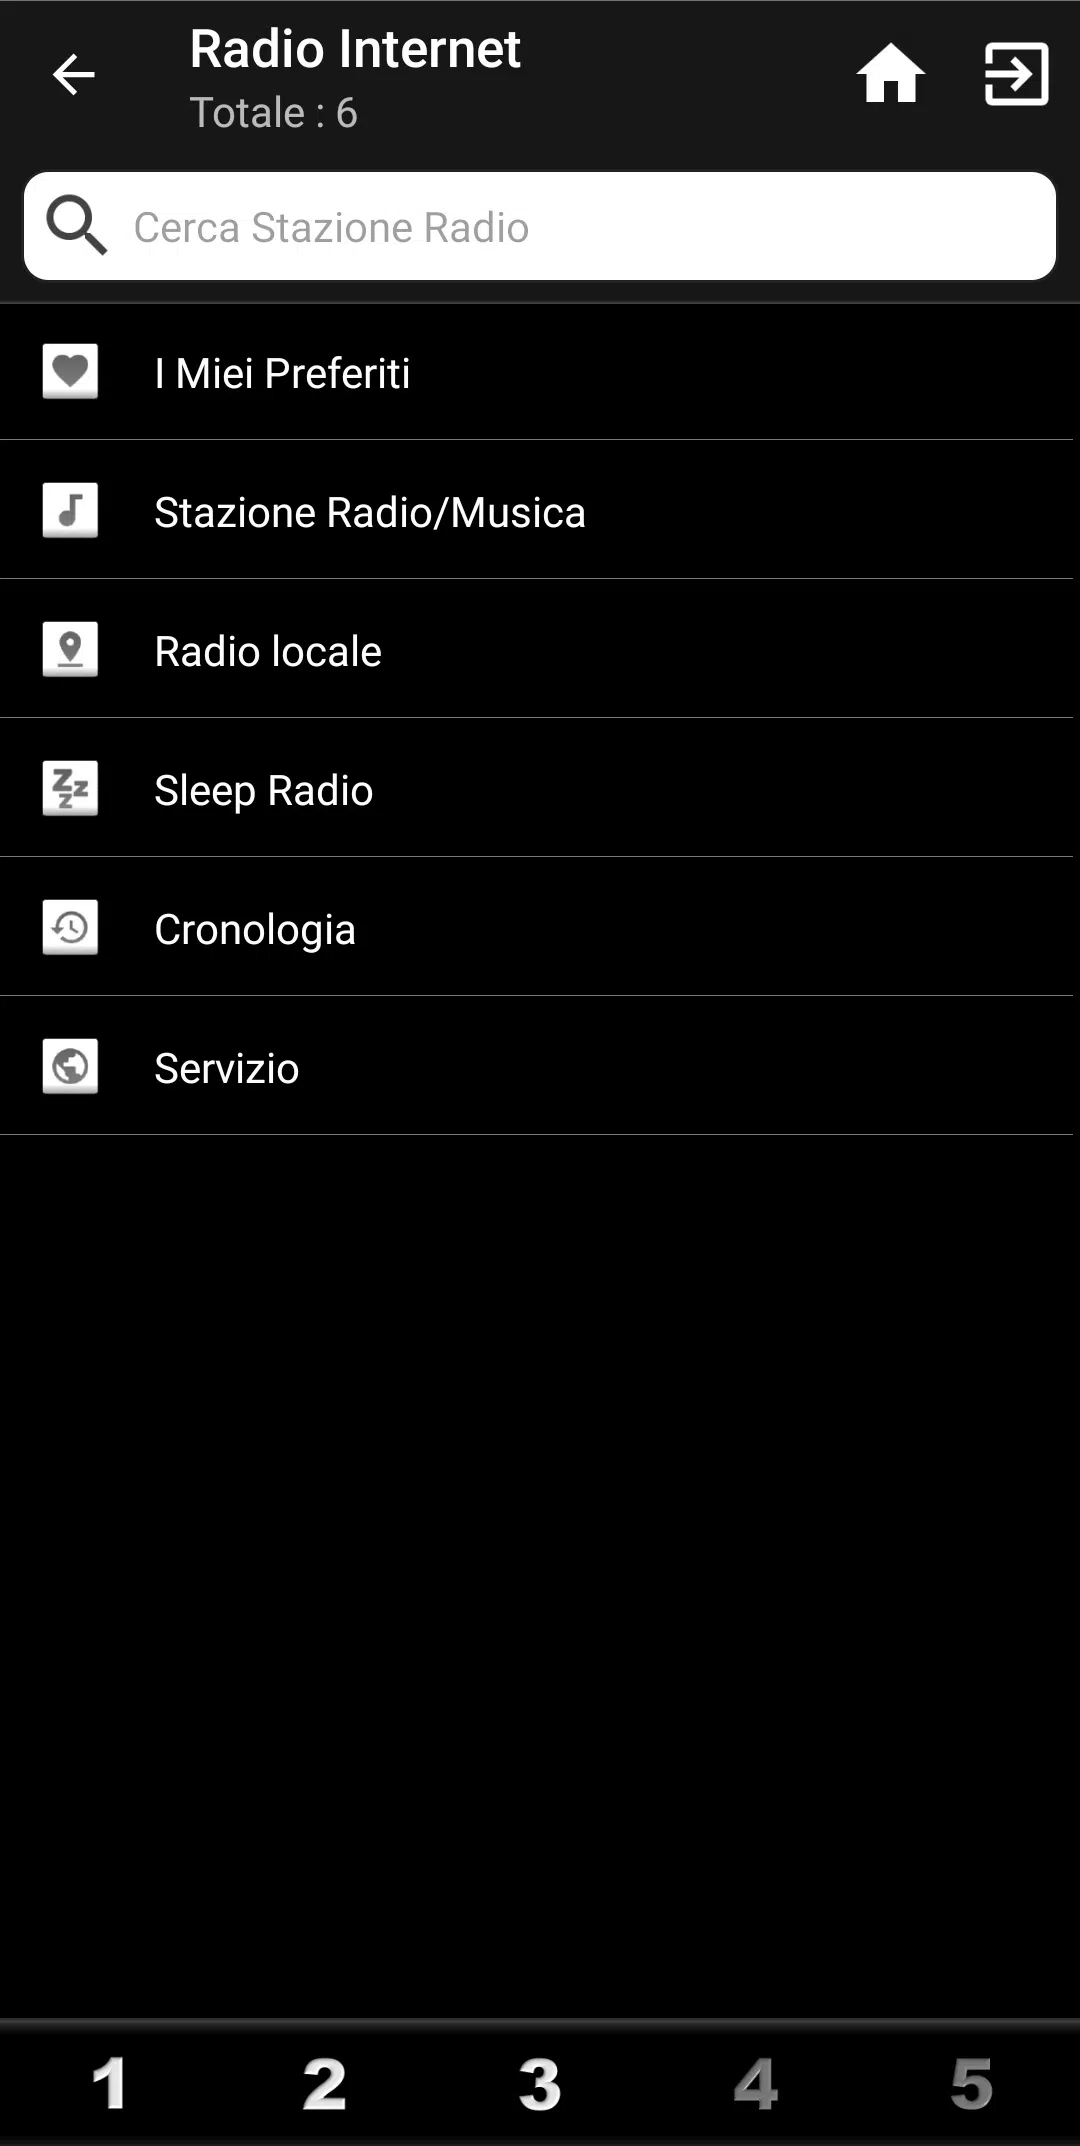 Radio Internet
Totale : 6
Cerca Stazione Radio
I Miei Preferiti
Stazione Radio/Musica
Radio locale
Sleep Radio
Cronologia
Servizio
1 2 3 4 5